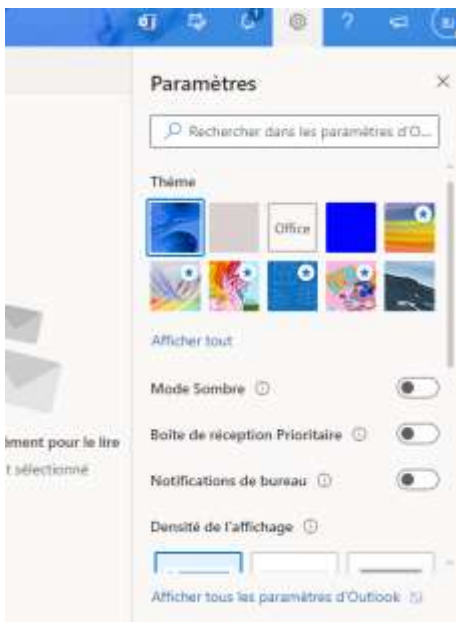 Paramètres
Rechercher dans les paramètres d'O...
Thème
Office
Afficher tout
Mode Sombre
Boîte de réception Prioritaire
ément pour le lire
t sélectionné
Notifications de bureau
Densité de l'affichage
Afficher tous les paramètres d'Outlook